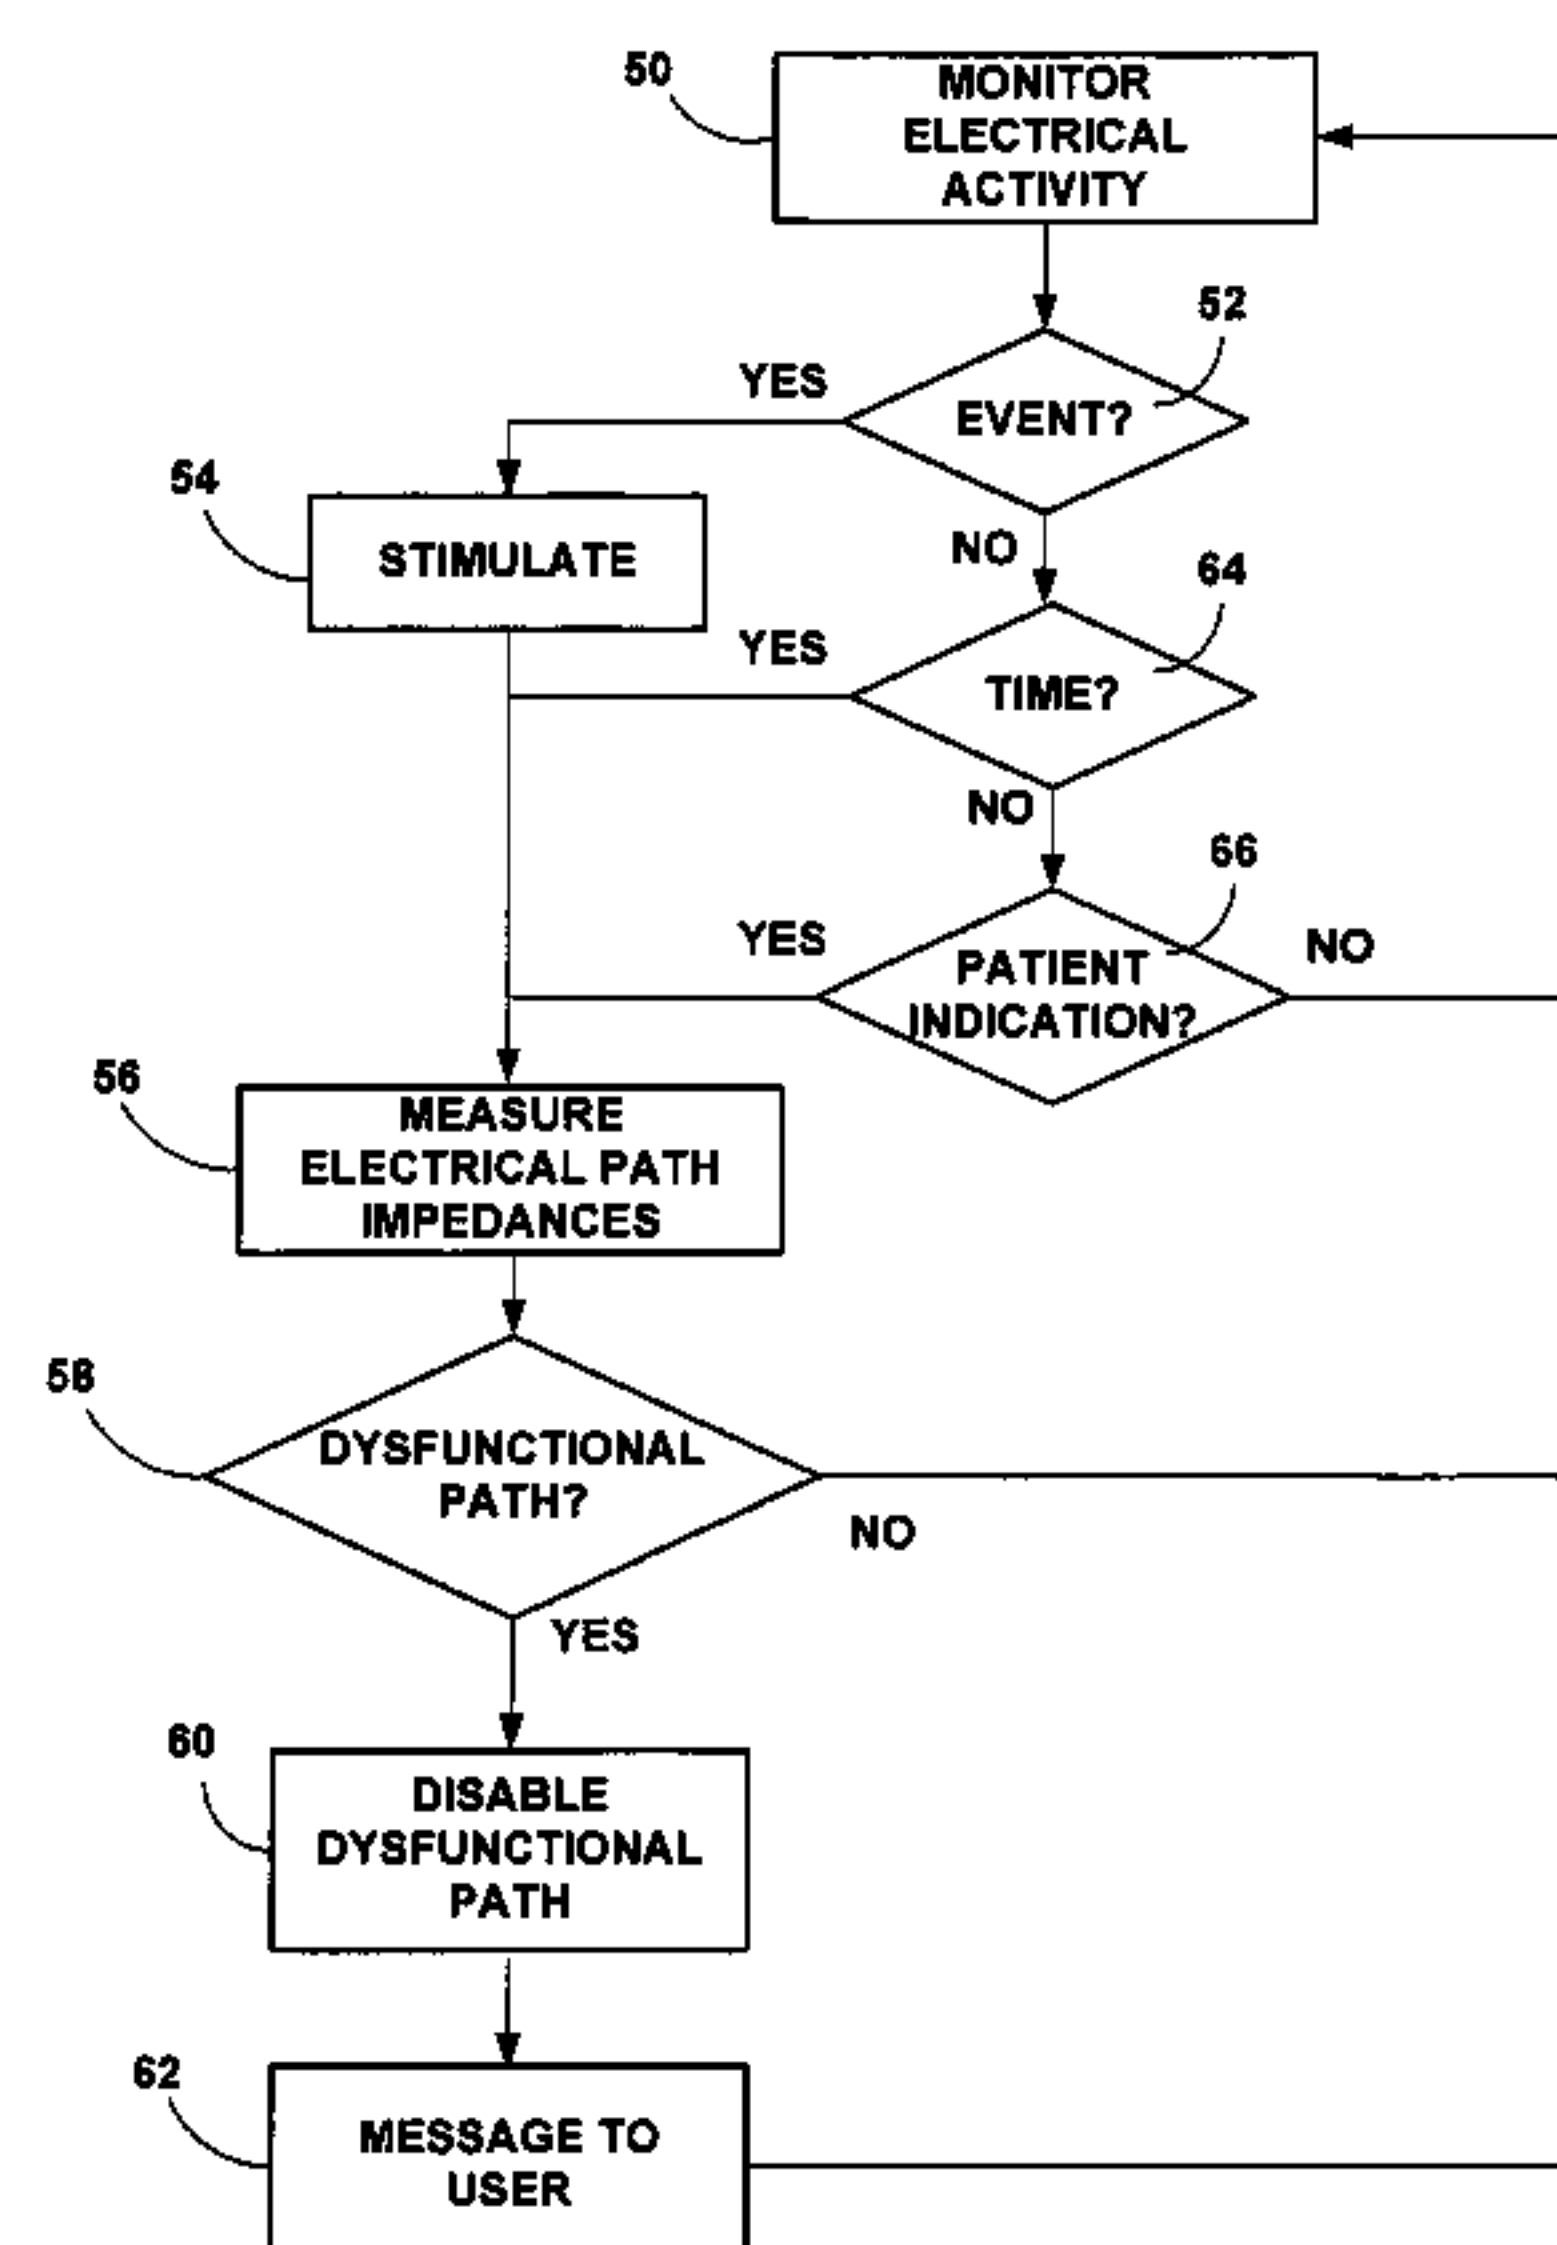 50
MONITOR
ELECTRICAL
ACTIVITY
52
YES
EVENT?
54
STIMULATE
NO
64
YES
TIME?
NO
66
YES
PATIENT
INDICATION?
NO
56
MEASURE
ELECTRICAL PATH
IMPEDANCES
58
DYSFUNCTIONAL
PATH?
NO
YES
60
DISABLE
DYSFUNCTIONAL
PATH
62
MESSAGE TO
USER